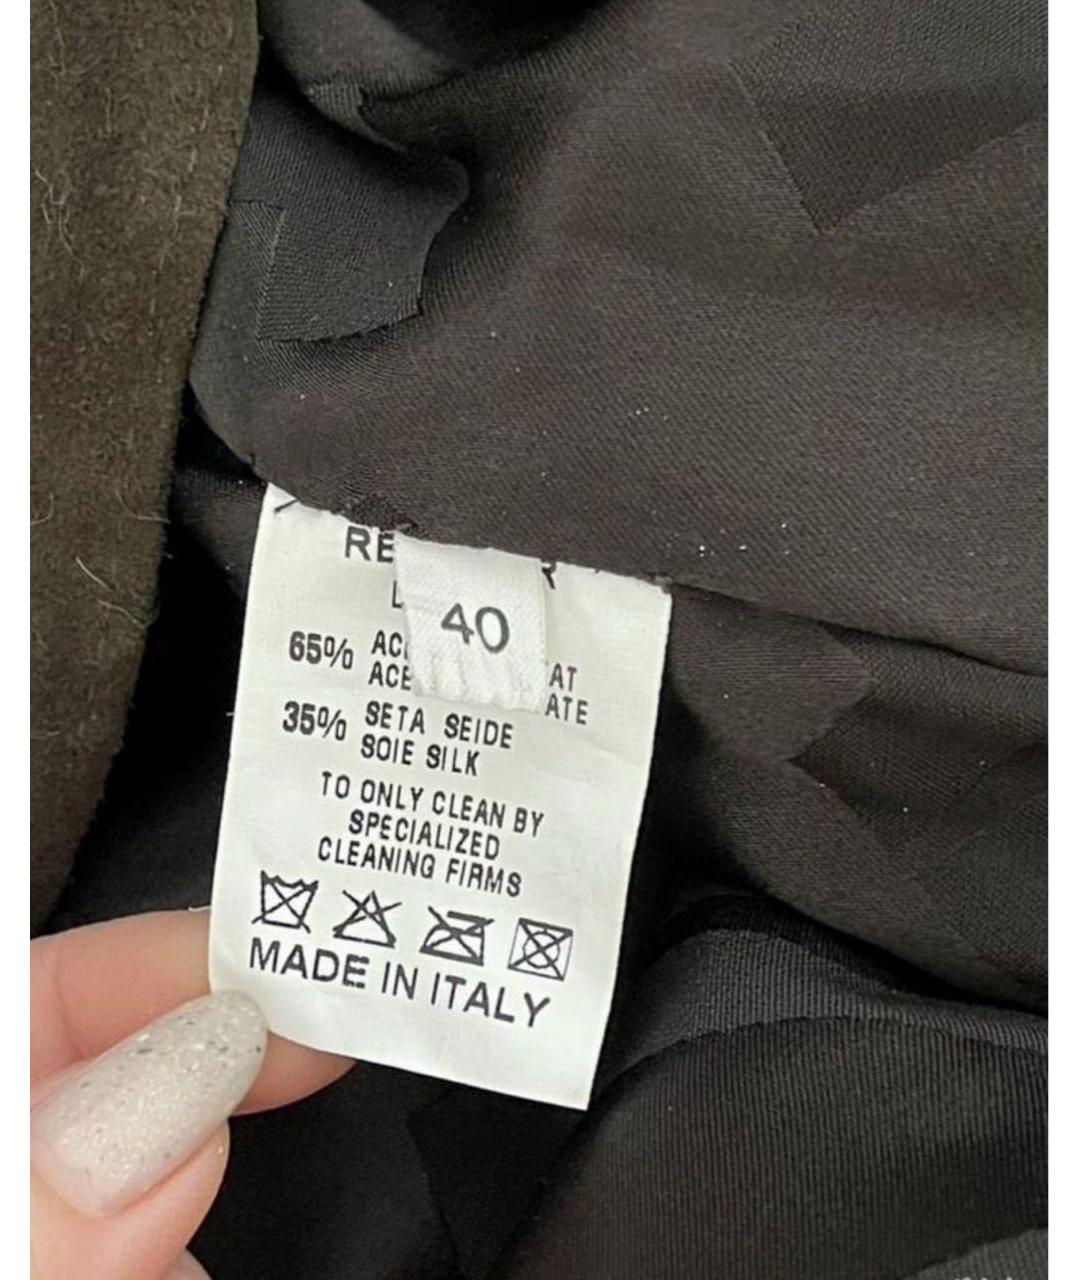 40
65%
SETA SEIDE
35%
SOIE SILK
TO ONLY CLEAN BY
SPECIALIZED
CLEANING FIRMS
MADE IN ITALY